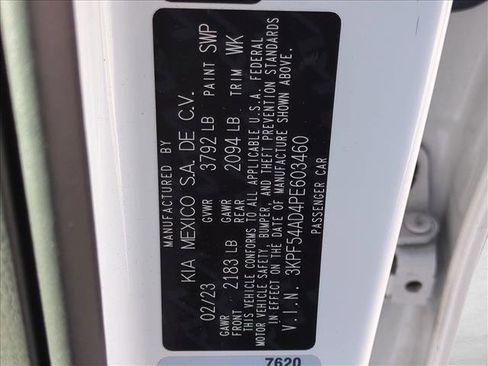 MANUFACTURED BY
KIA MEXICO S.A. DE C.V.
02/23 GVWR 3792 LB PAINT SWP
GAWR FRONT 2183 LB GAWR REAR 2094 LB TRIM WK
THIS VEHICLE CONFORMS TO ALL APPLICABLE U.S.A. FEDERAL
MOTOR VEHICLE SAFETY, BUMPER, AND THEFT PREVENTION STANDARDS
IN EFFECT ON THE DATE OF MANUFACTURE SHOWN ABOVE.
V.I.N. 3KPF54AD4PE603460
PASSENGER CAR
7620